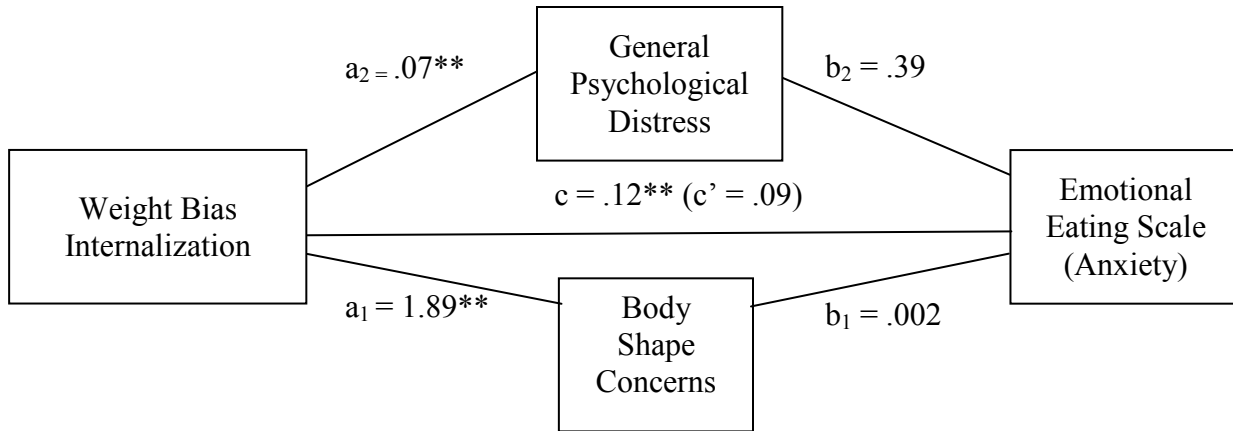 General
Psychological
Distress
a₂ = .07**
b₂ = .39
Weight Bias
Internalization
c = .12** (c’ = .09)
Emotional
Eating Scale
(Anxiety)
a₁ = 1.89**
Body
Shape
Concerns
b₁ = .002